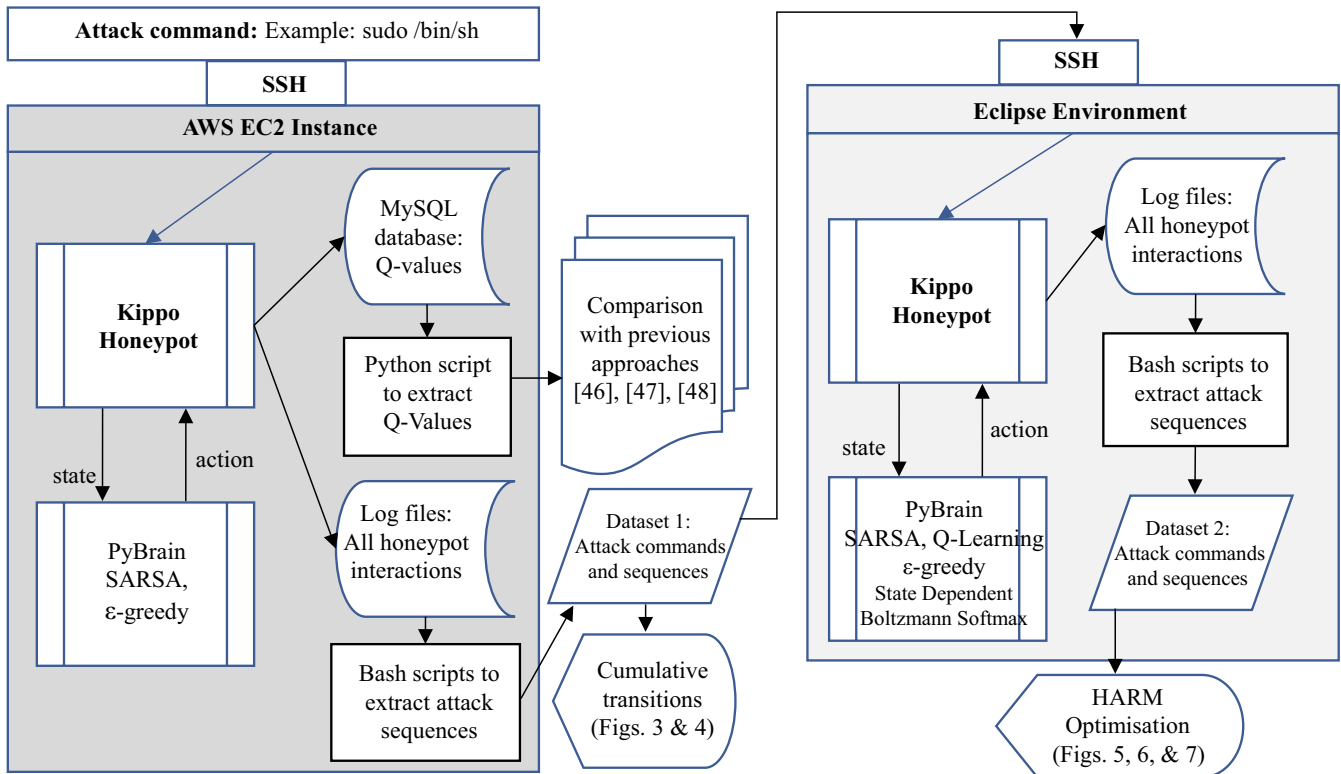 Attack command: Example: sudo /bin/sh
SSH
AWS EC2 Instance
Kippo
Honeypot
state
action
PyBrain
SARSA,
ε-greedy
MySQL
database:
Q-values
Python script
to extract
Q-Values
Log files:
All honeypot
interactions
Bash scripts to
extract attack
sequences
Comparison
with previous
approaches
[46], [47], [48]
Dataset 1:
Attack commands
and sequences
Cumulative
transitions
(Figs. 3 & 4)
SSH
Eclipse Environment
Kippo
Honeypot
state
action
PyBrain
SARSA, Q-Learning
ε-greedy
State Dependent
Boltzmann Softmax
Log files:
All honeypot
interactions
Bash scripts to
extract attack
sequences
Dataset 2:
Attack commands
and sequences
HARM
Optimisation
(Figs. 5, 6, & 7)